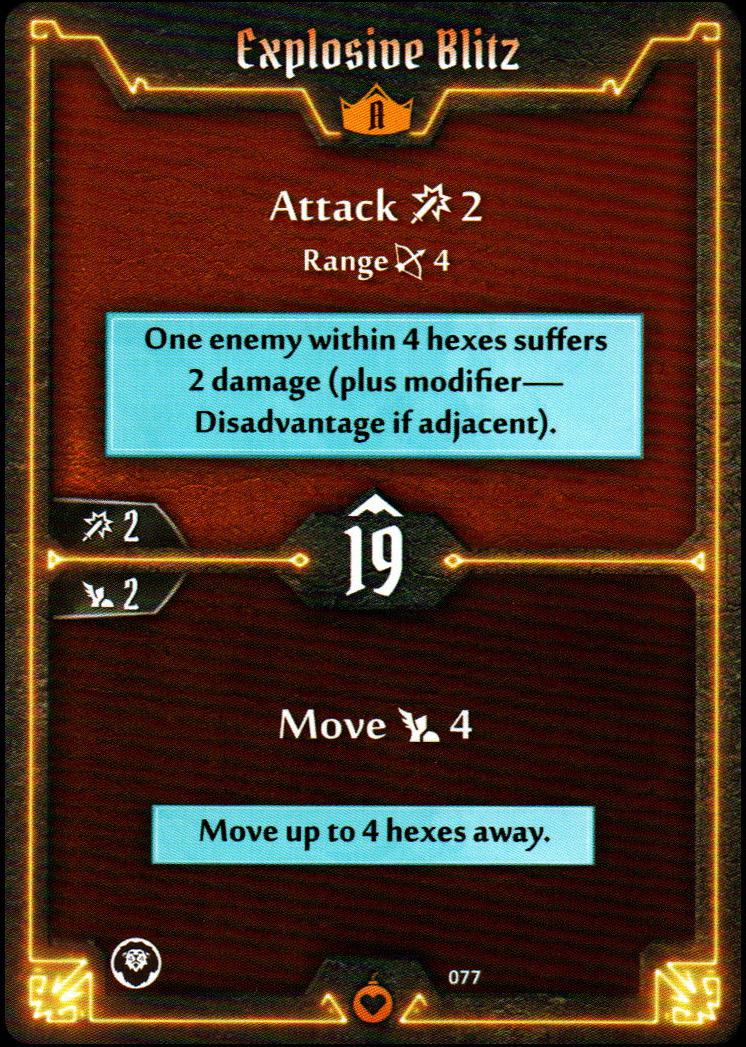 Explosive Blitz
A
Attack 2
Range 4
One enemy within 4 hexes suffers
2 damage (plus modifier—
Disadvantage if adjacent).
2
19
2
Move 4
Move up to 4 hexes away.
077